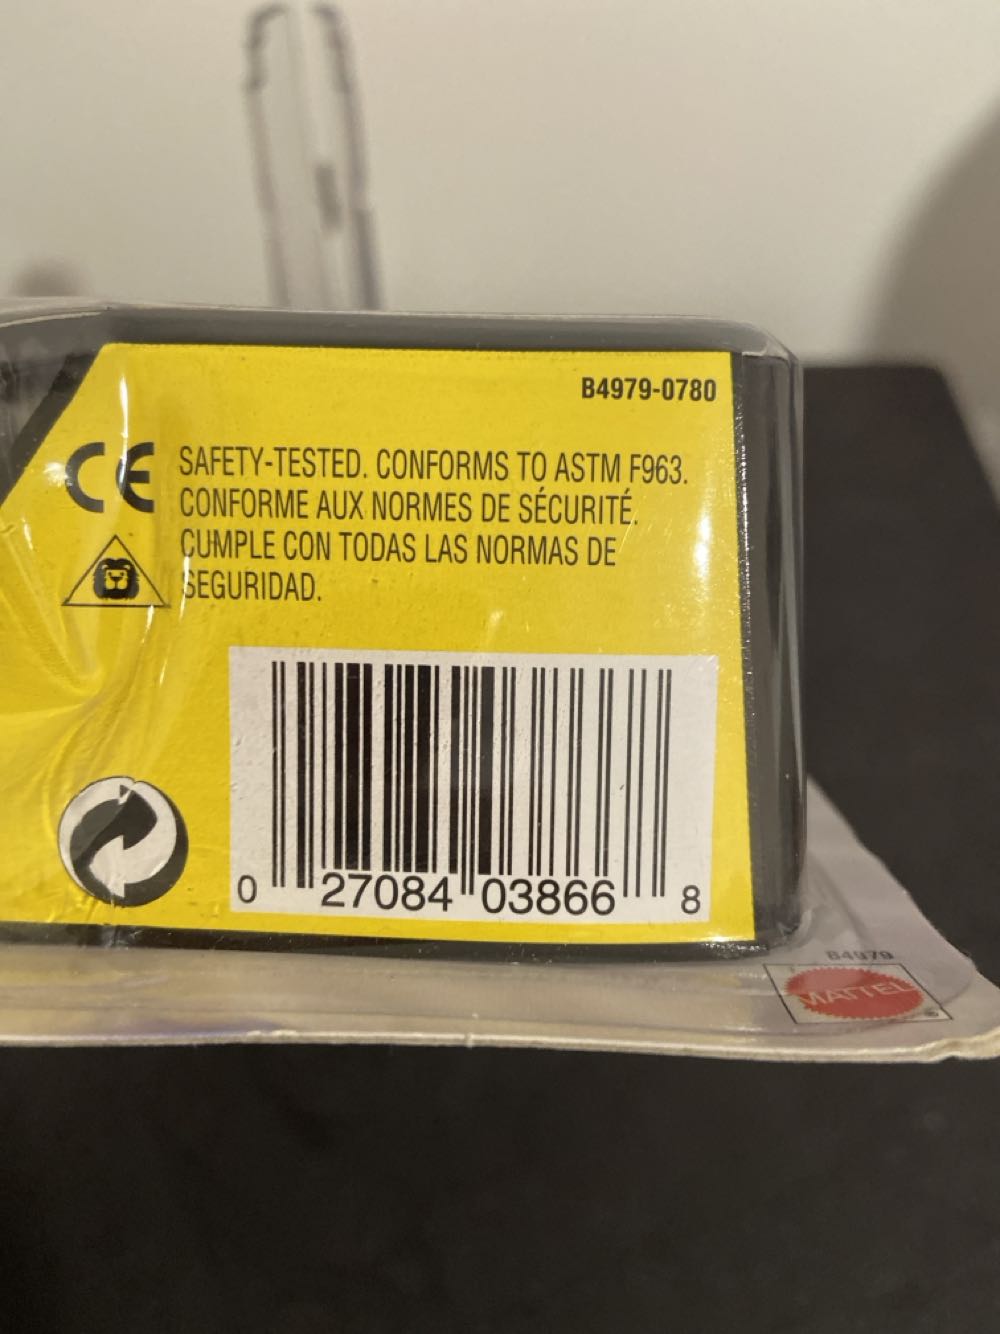 B4979-0780
CE
SAFETY-TESTED. CONFORMS TO ASTM F963.
CONFORME AUX NORMES DE SÉCURITÉ.
CUMPLE CON TODAS LAS NORMAS DE
SEGURIDAD.
0 27084 03866 8
B4979
MATTEL